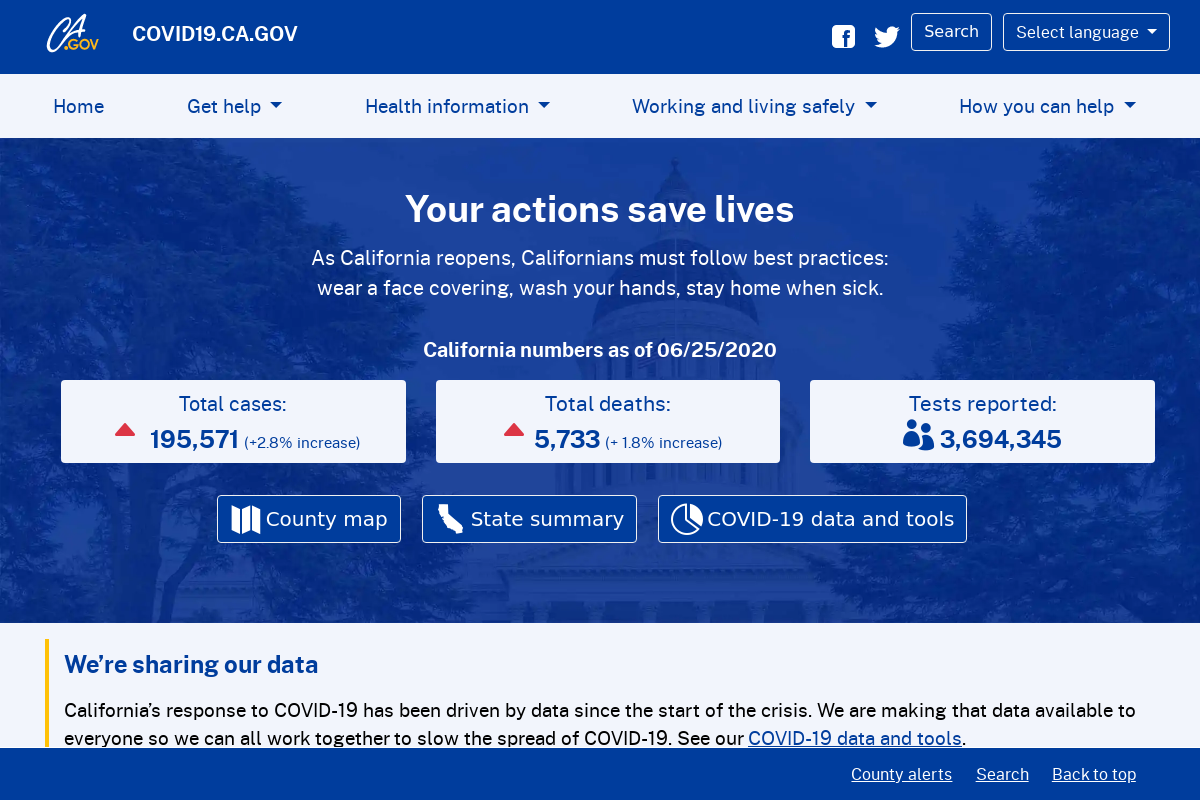 CA
.GOV
COVID19.CA.GOV
Search
Select language
Home
Get help
Health information
Working and living safely
How you can help
Your actions save lives
As California reopens, Californians must follow best practices:
wear a face covering, wash your hands, stay home when sick.
California numbers as of 06/25/2020
Total cases:
195,571 (+2.8% increase)
Total deaths:
5,733 (+ 1.8% increase)
Tests reported:
3,694,345
County map
State summary
COVID-19 data and tools
We’re sharing our data
California’s response to COVID-19 has been driven by data since the start of the crisis. We are making that data available to
everyone so we can all work together to slow the spread of COVID-19. See our COVID-19 data and tools.
County alerts
Search
Back to top